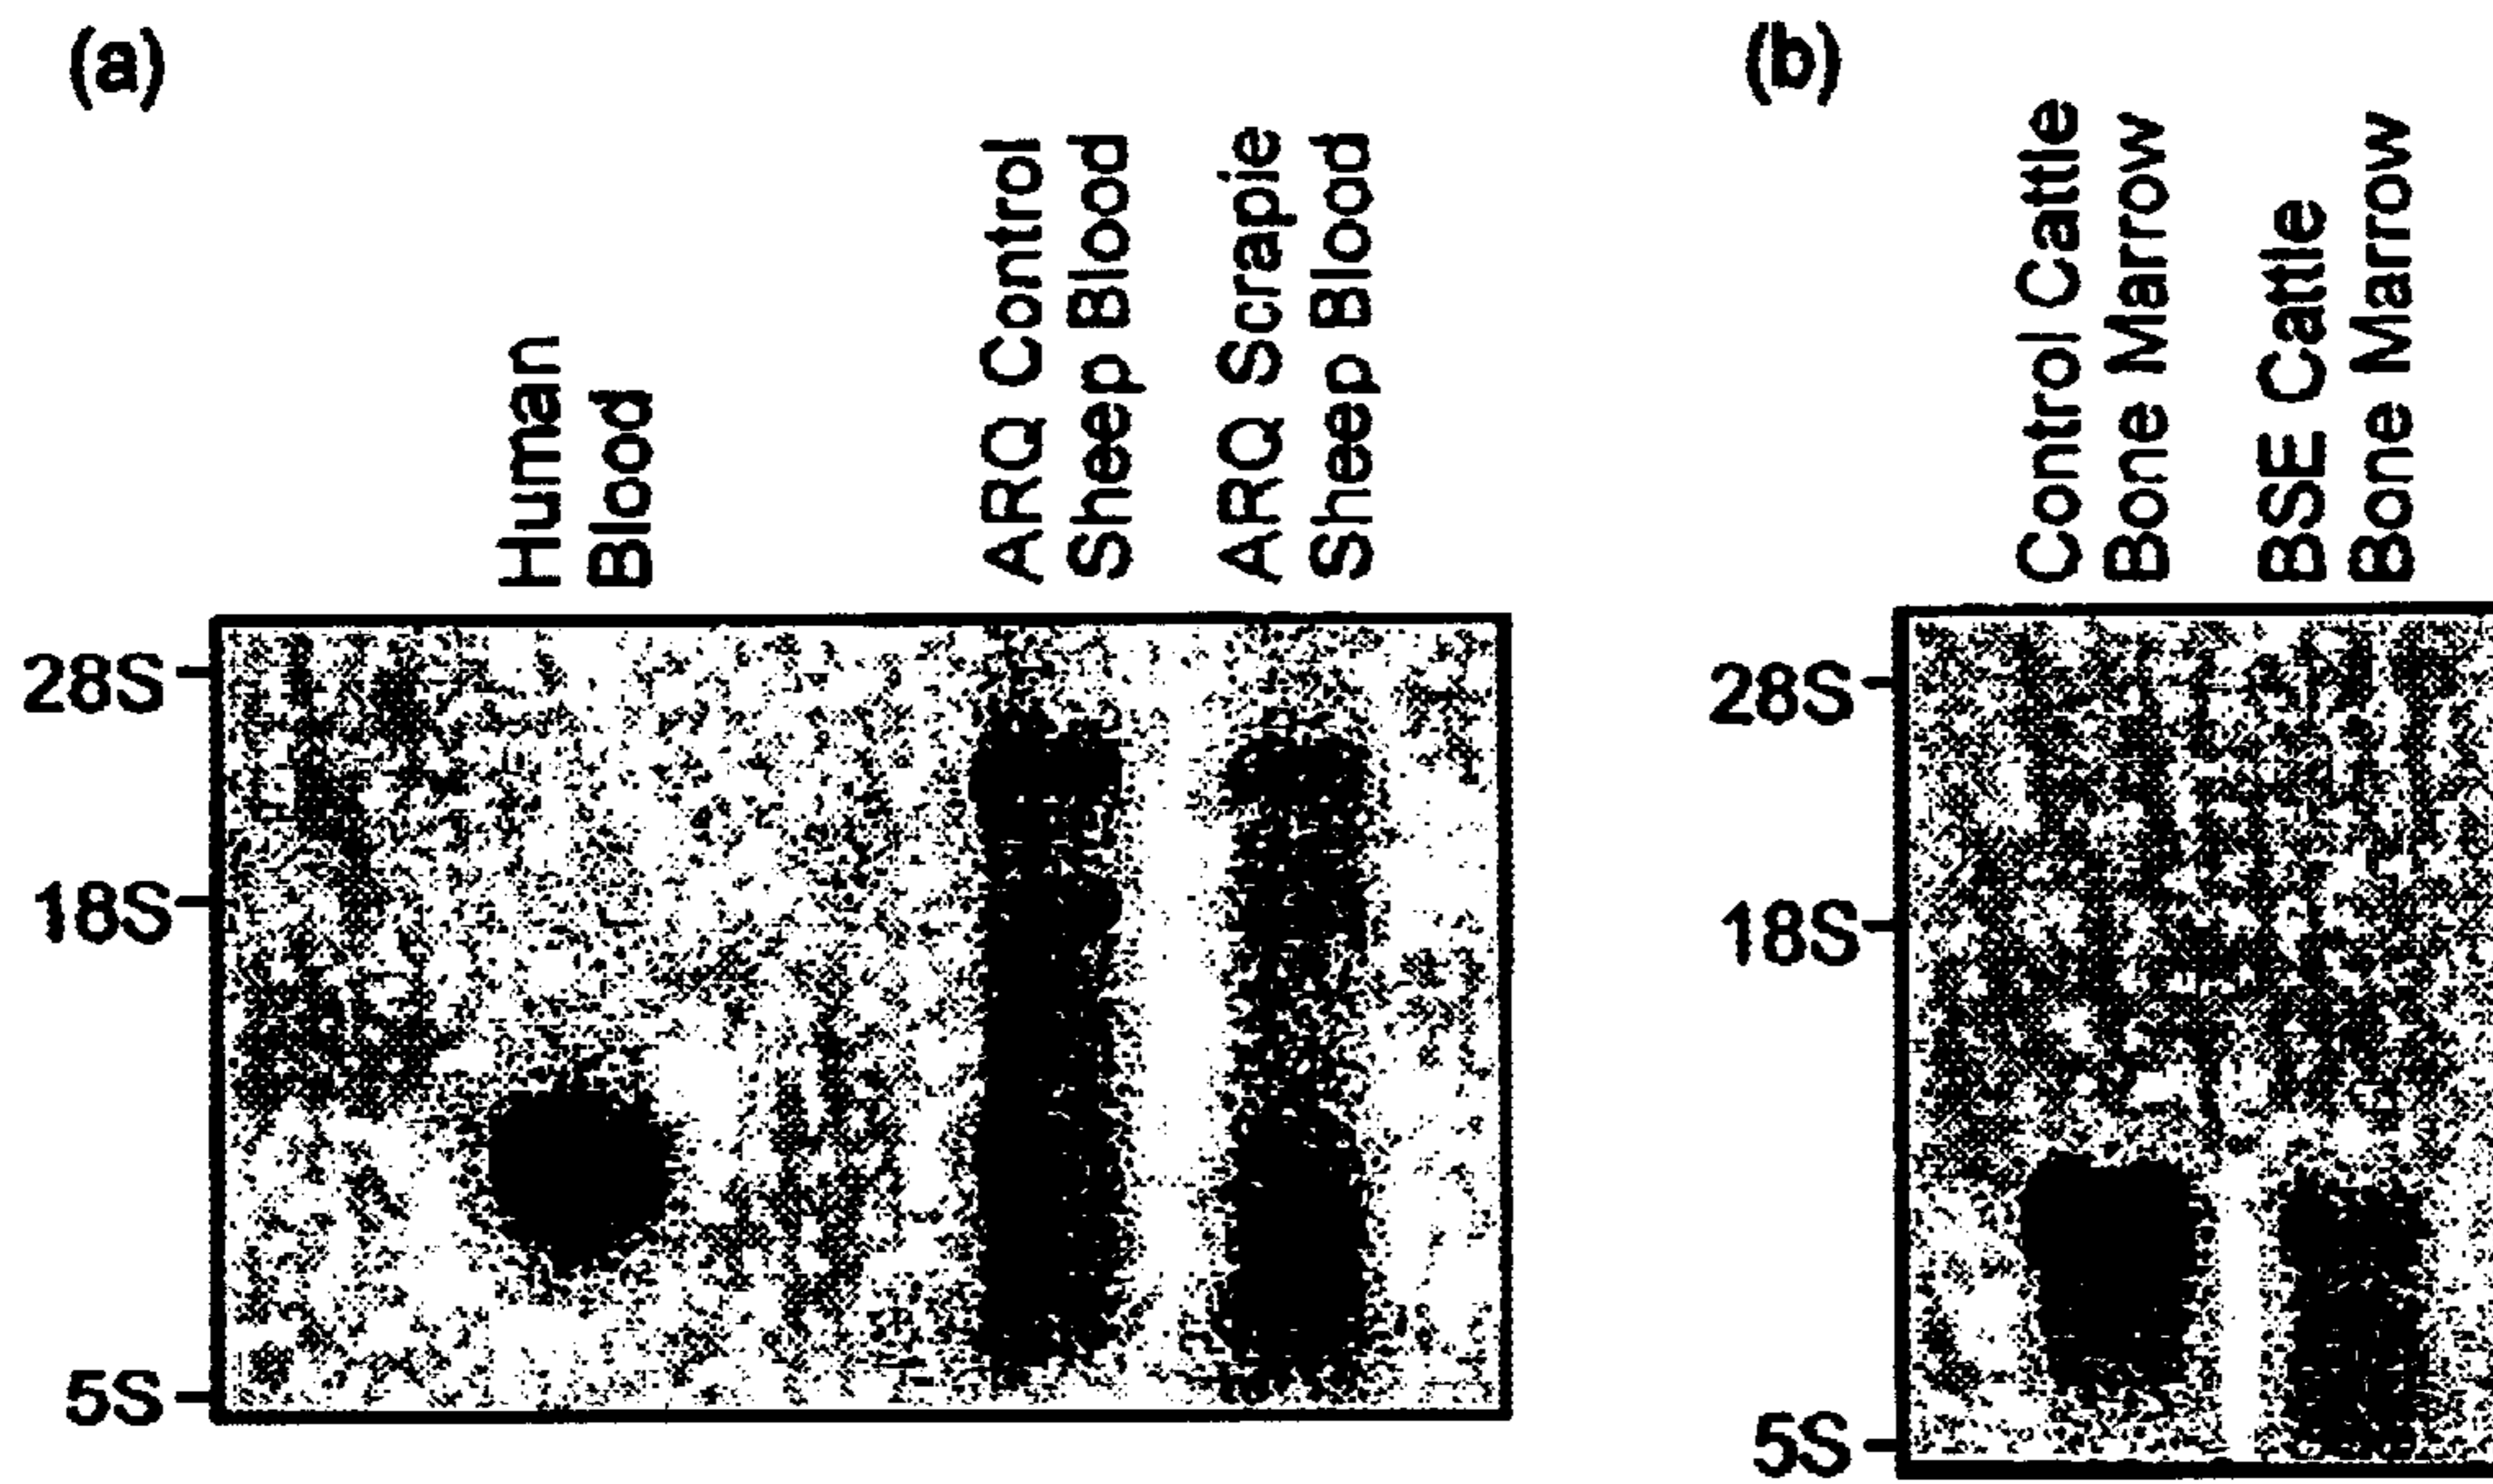 (a)
Human
Blood
ARQ Control
Sheep Blood
ARQ Scrapie
Sheep Blood
28S
18S
5S
(b)
Control Cattle
Bone Marrow
BSE Cattle
Bone Marrow
28S
18S
5S